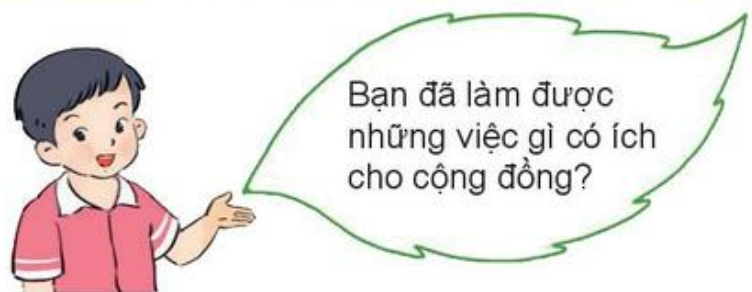 Bạn đã làm được
những việc gì có ích
cho cộng đồng?